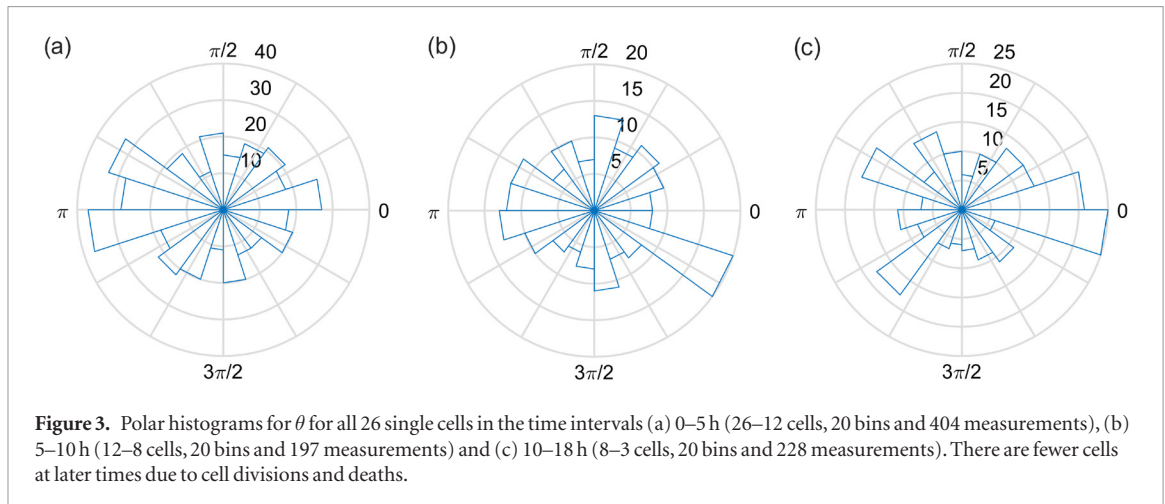 (a)
π/2 40
30
20
10
π
0
3π/2
(b)
π/2 20
15
10
5
π
0
3π/2
(c)
π/2 25
20
15
10
5
π
0
3π/2
Figure 3. Polar histograms for θ for all 26 single cells in the time intervals (a) 0–5 h (26–12 cells, 20 bins and 404 measurements), (b)
5–10 h (12–8 cells, 20 bins and 197 measurements) and (c) 10–18 h (8–3 cells, 20 bins and 228 measurements). There are fewer cells
at later times due to cell divisions and deaths.